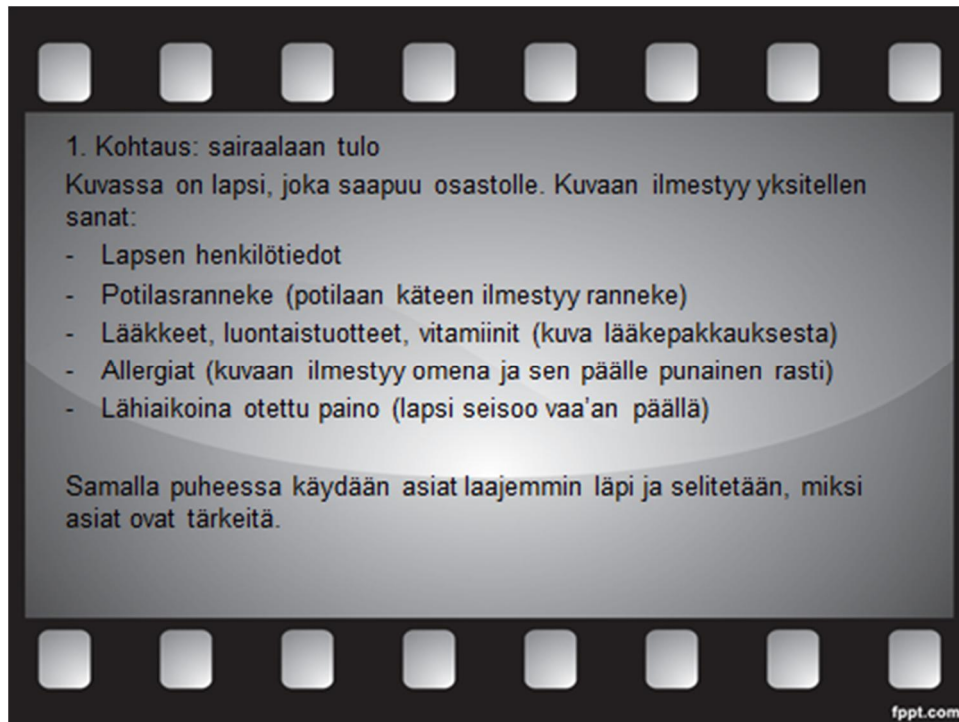 1. Kohtaus: sairaalaan tulo
Kuvassa on lapsi, joka saapuu osastolle. Kuvaan ilmestyy yksitellen
sanat:
- Lapsen henkilötiedot
- Potilasranneke (potilaan käteen ilmestyy ranneke)
- Lääkkeet, luontaistuotteet, vitamiinit (kuva lääkepakkauksesta)
- Allergiat (kuvaan ilmestyy omena ja sen päälle punainen rasti)
- Lähiaikoina otettu paino (lapsi seisoo vaa'an päällä)
Samalla puheessa käydään asiat laajemmin läpi ja selitetään, miksi
asiat ovat tärkeitä.
fppt.com